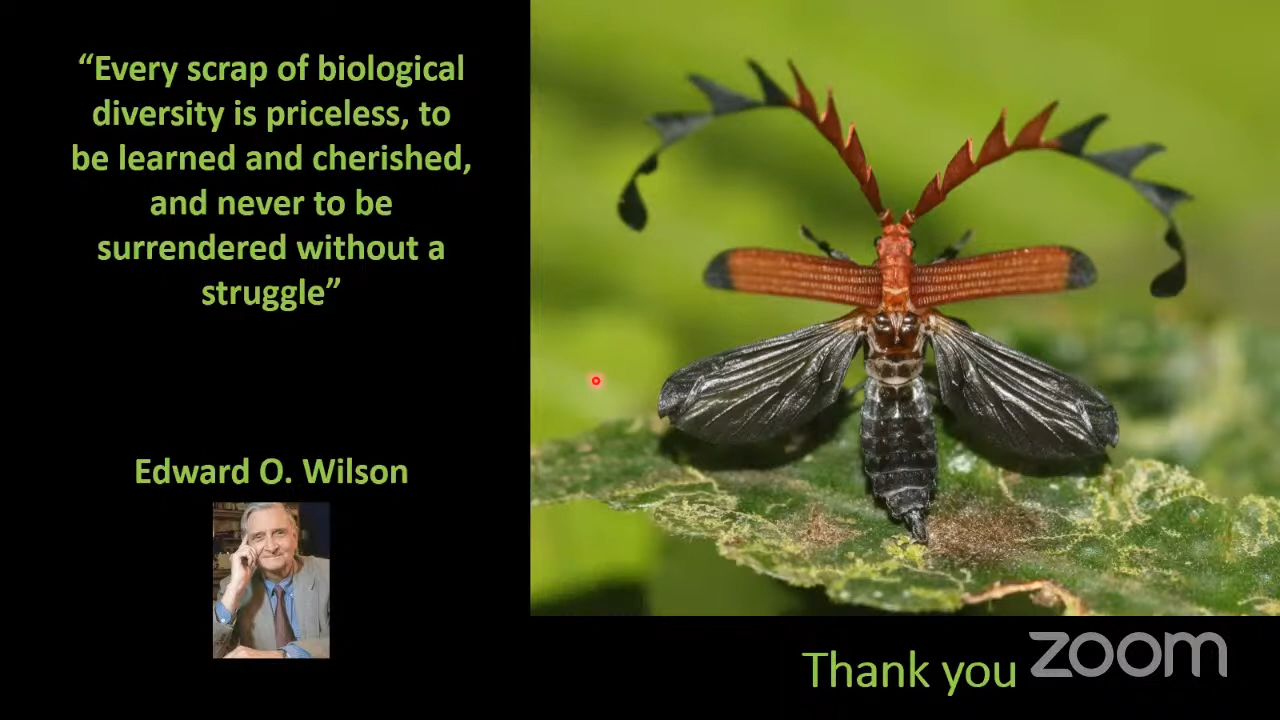 “Every scrap of biological
diversity is priceless, to
be learned and cherished,
and never to be
surrendered without a
struggle”
Edward O. Wilson
Thank you
zoom